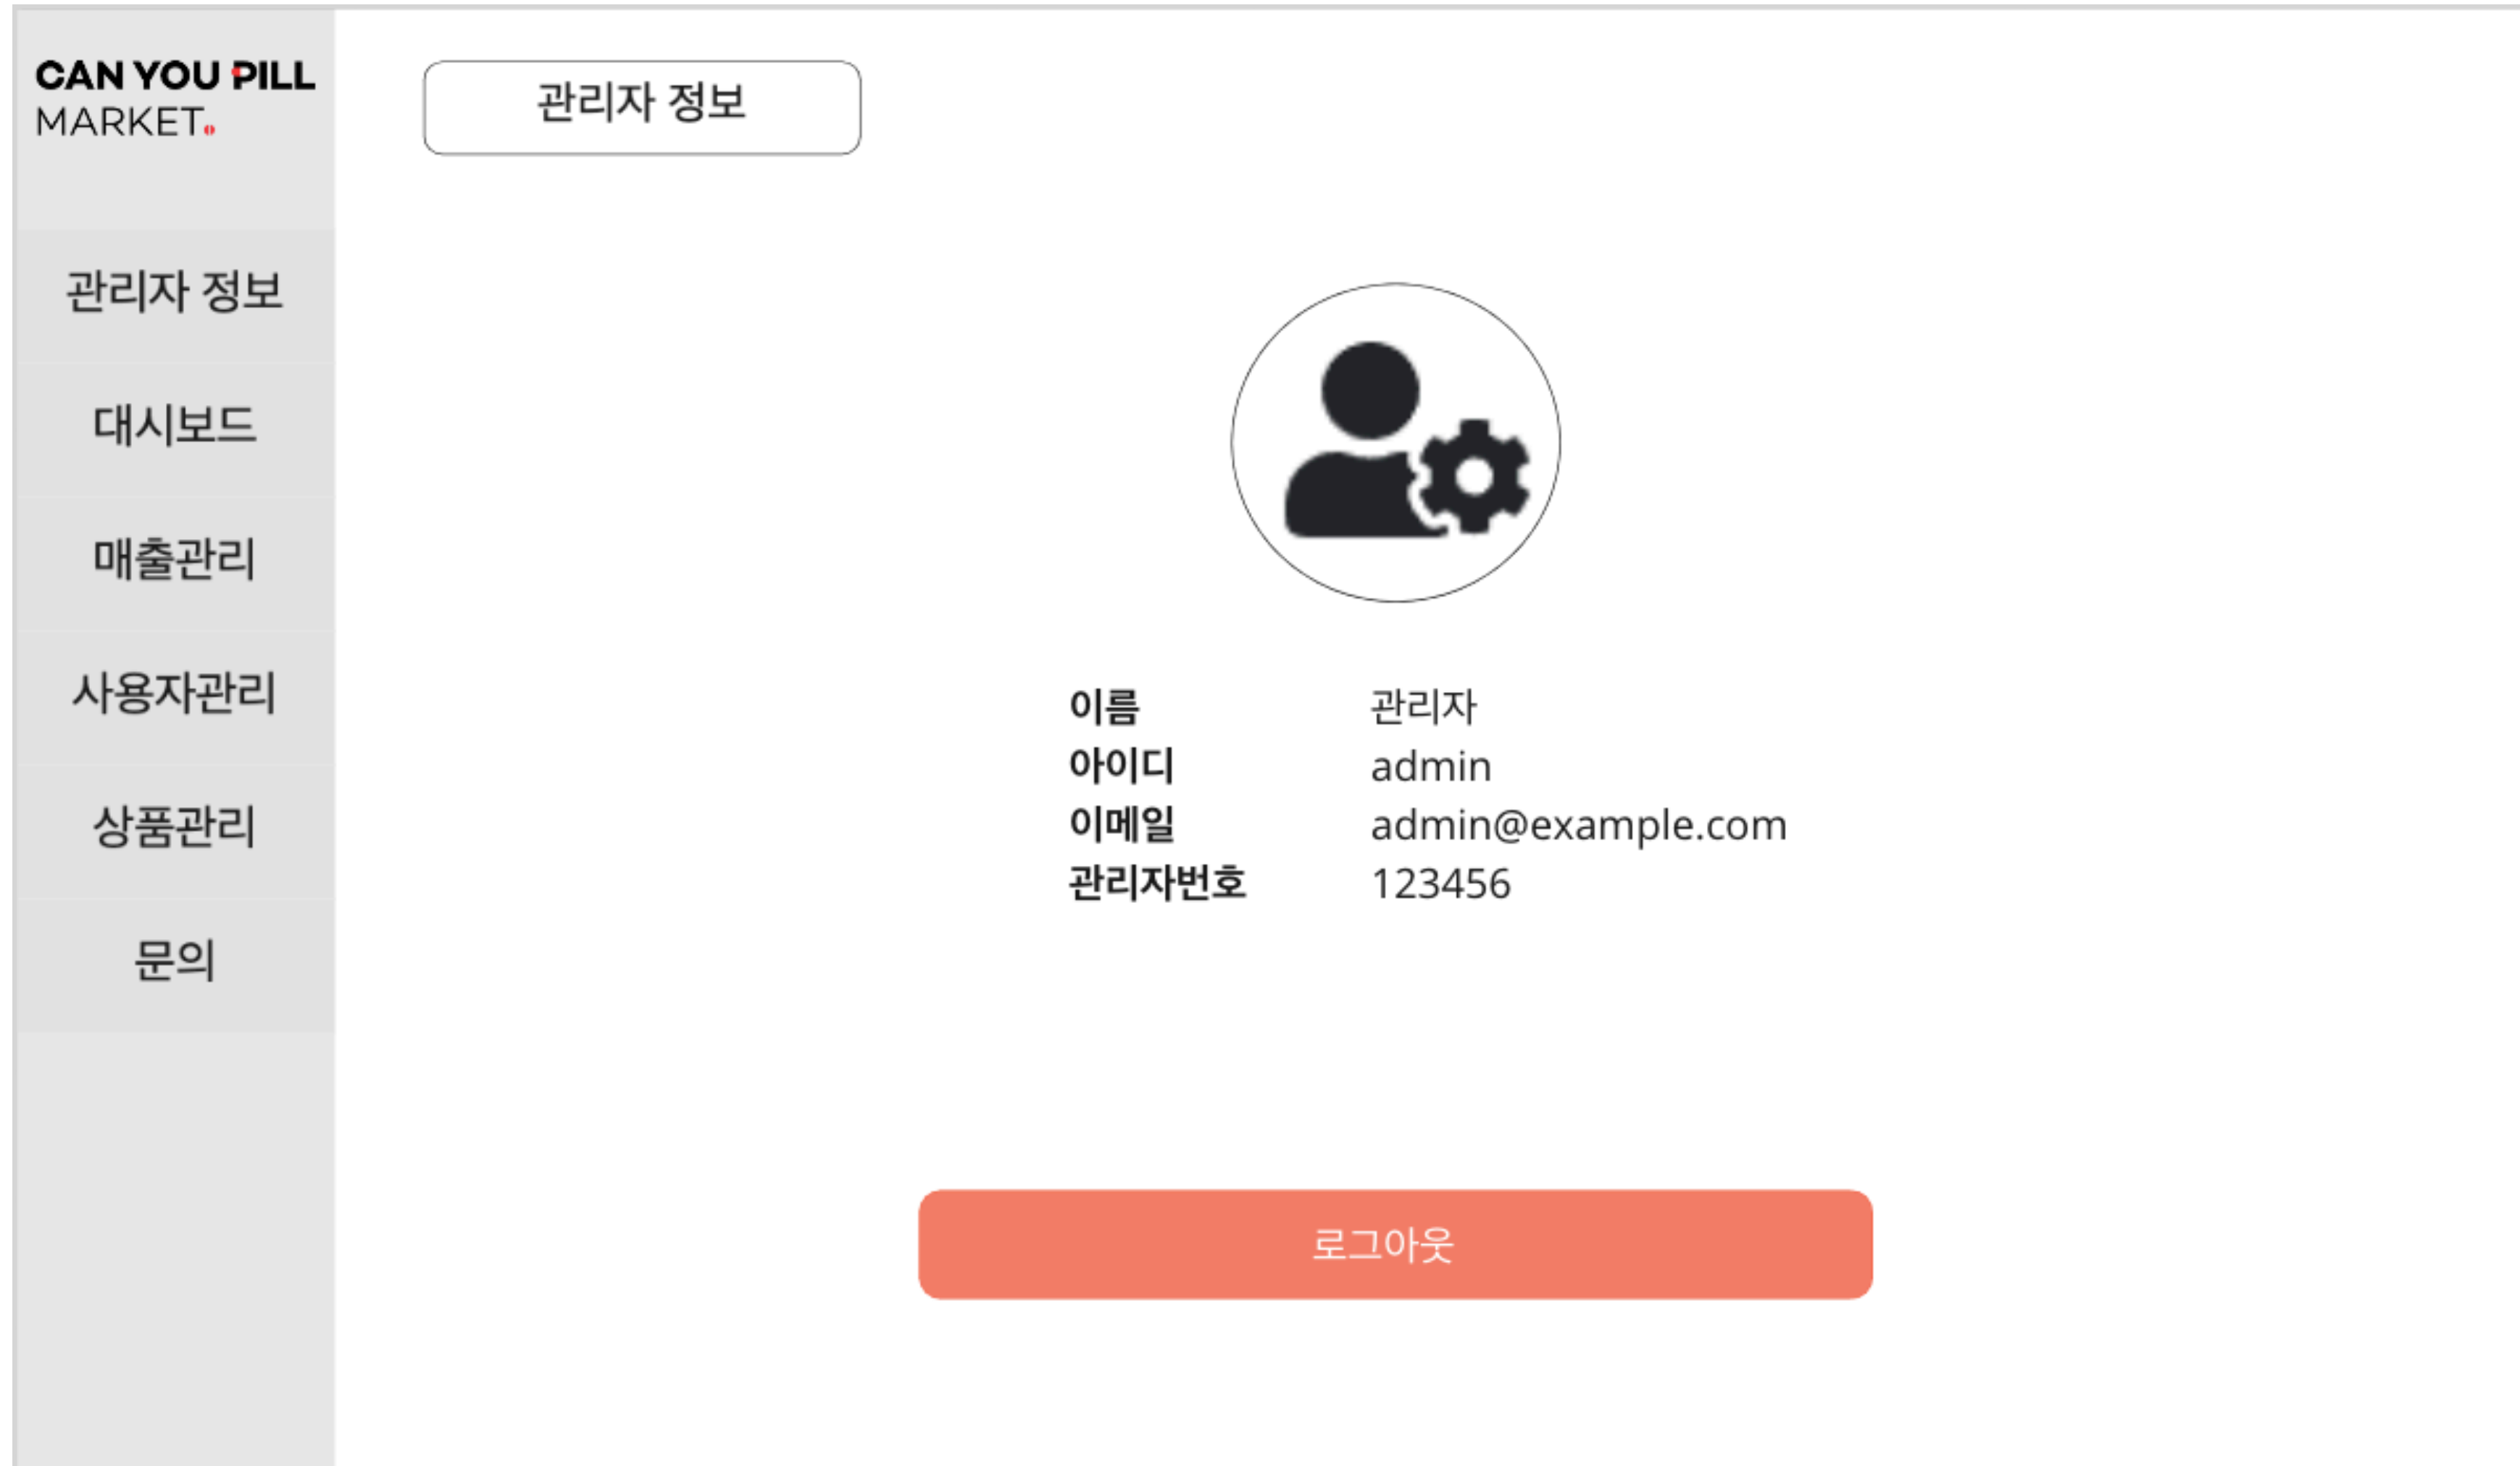 CAN YOU PILL
MARKET.
관리자 정보
대시보드
매출관리
사용자관리
상품관리
문의
관리자 정보
이름 관리자
아이디 admin
이메일 admin@example.com
관리자번호 123456
로그아웃